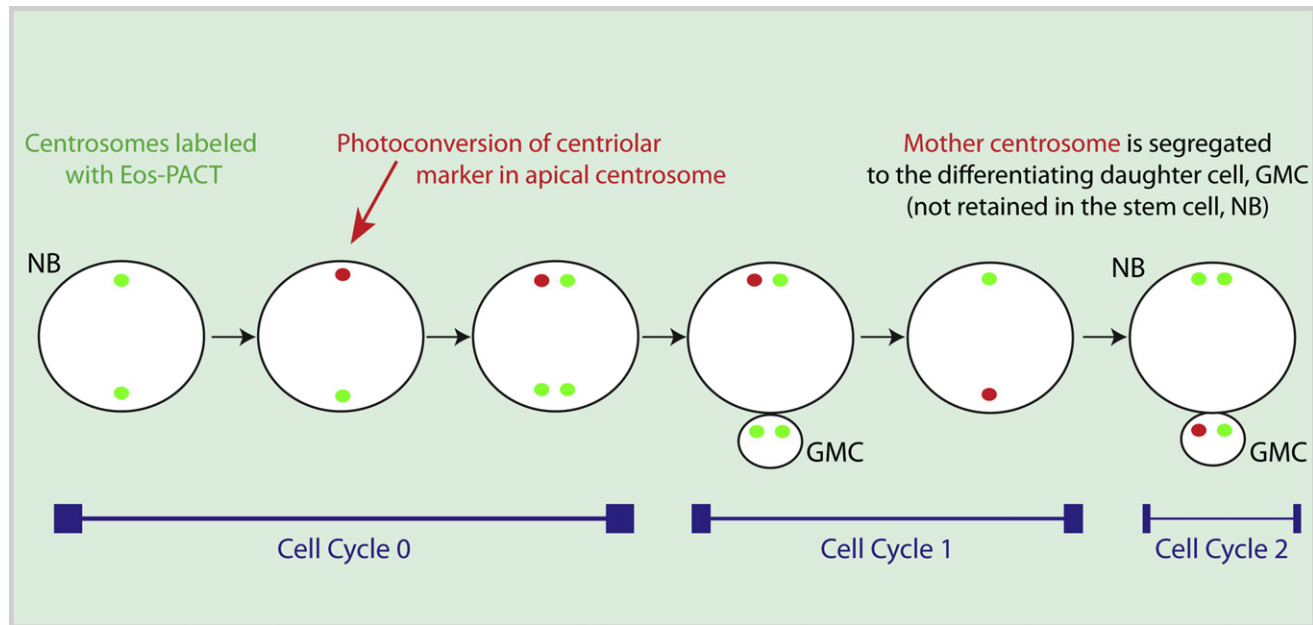 Centrosomes labeled
with Eos-PACT
Photoconversion of centriolar
marker in apical centrosome
Mother centrosome is segregated
to the differentiating daughter cell, GMC
(not retained in the stem cell, NB)
NB
NB
GMC
GMC
Cell Cycle 0
Cell Cycle 1
Cell Cycle 2